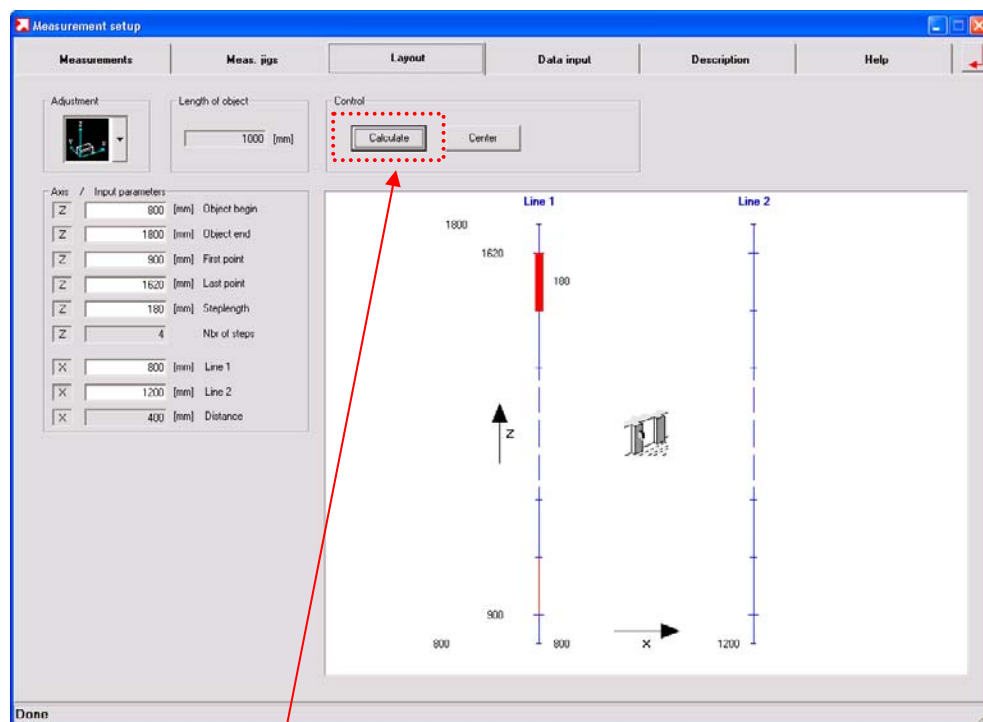 Measurement setup
Measurements Meas. jigs Layout Data input Description Help
Adjustment Length of object Control
1000 [mm] Calculate Center
Axis / Input parameters
Z 800 [mm] Object begin
Z 1800 [mm] Object end
Z 900 [mm] First point
Z 1620 [mm] Last point
Z 180 [mm] Steplength
Z 4 Nbr of steps
X 800 [mm] Line 1
X 1200 [mm] Line 2
X 400 [mm] Distance
Line 1 Line 2
1800
1620
180
Z
900
800 800 X 1200
Done